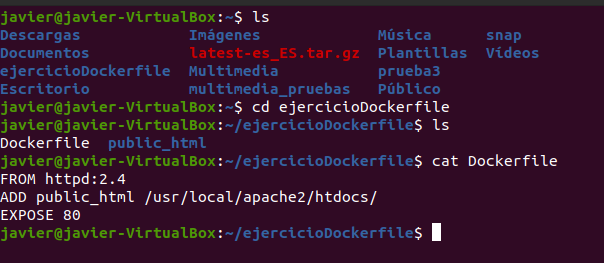 javier@javier-VirtualBox:~$ ls
Descargas Imágenes Música snap
Documentos latest-es_ES.tar.gz Plantillas Vídeos
ejercicioDockerfile Multimedia prueba3
Escritorio multimedia_pruebas Público
javier@javier-VirtualBox:~$ cd ejercicioDockerfile
javier@javier-VirtualBox:~/ejercicioDockerfile$ ls
Dockerfile public_html
javier@javier-VirtualBox:~/ejercicioDockerfile$ cat Dockerfile
FROM httpd:2.4
ADD public_html /usr/local/apache2/htdocs/
EXPOSE 80
javier@javier-VirtualBox:~/ejercicioDockerfile$